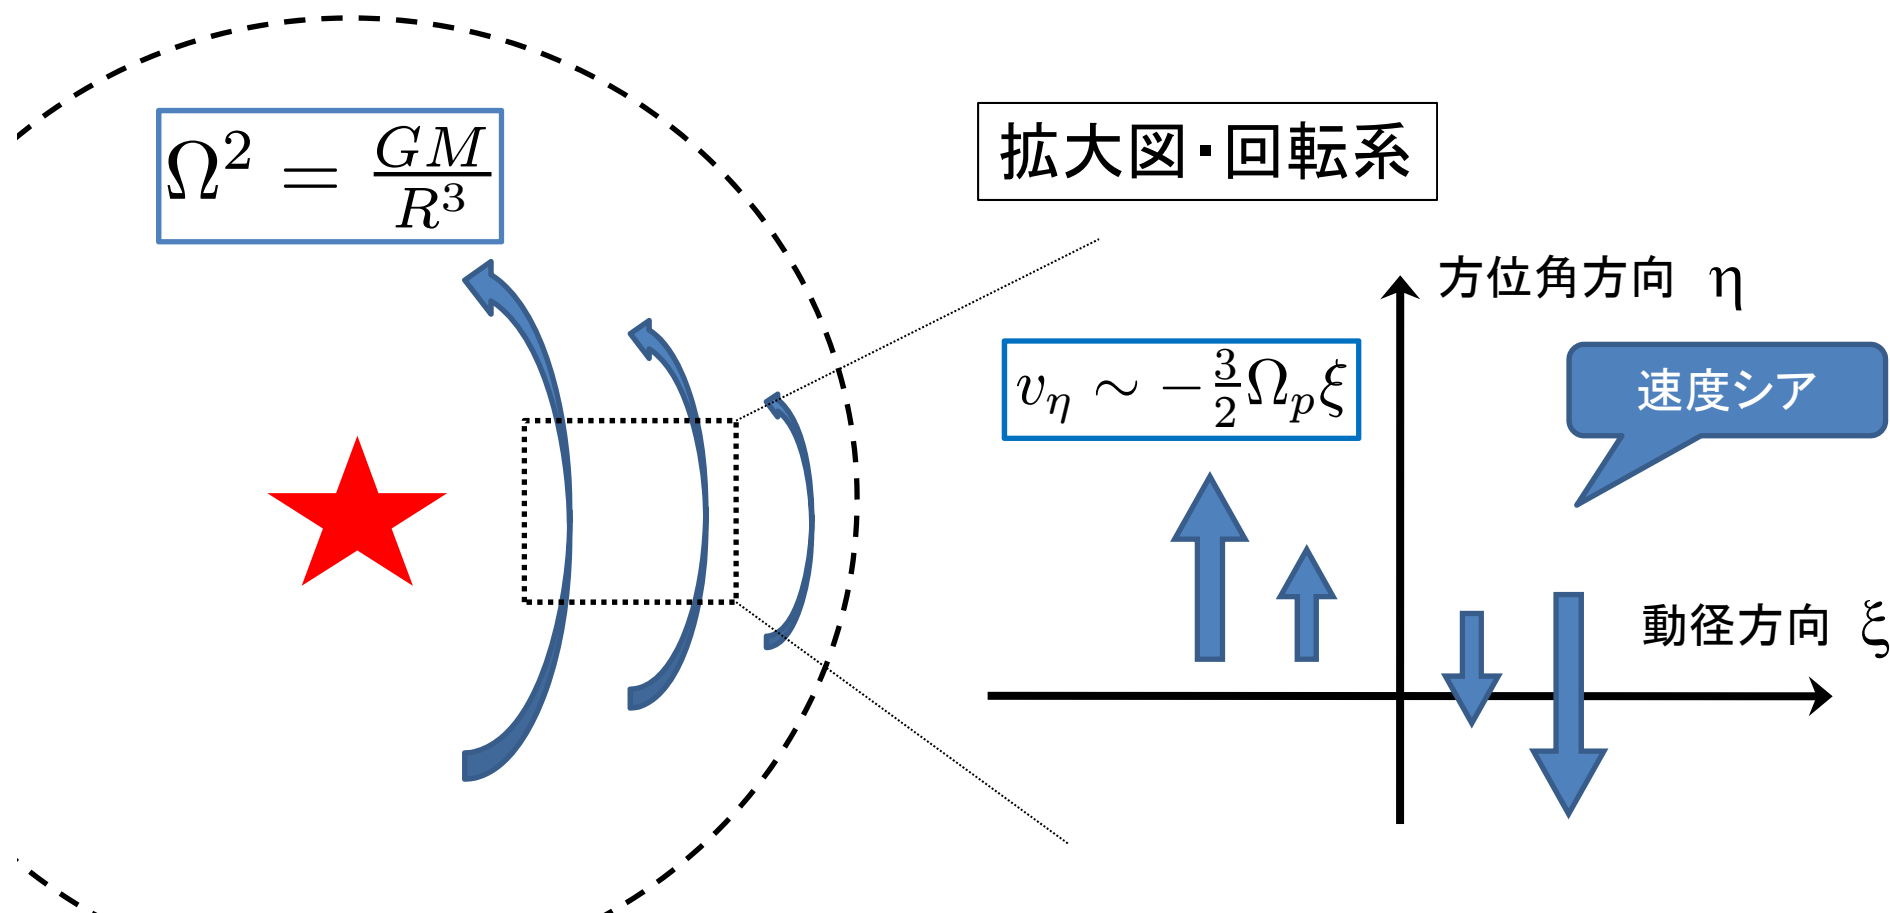 Ω² = GM/R³
拡大図・回転系
方位角方向 η
v_η ∼ −3/2 Ω_p ξ
速度シア
動径方向 ξ